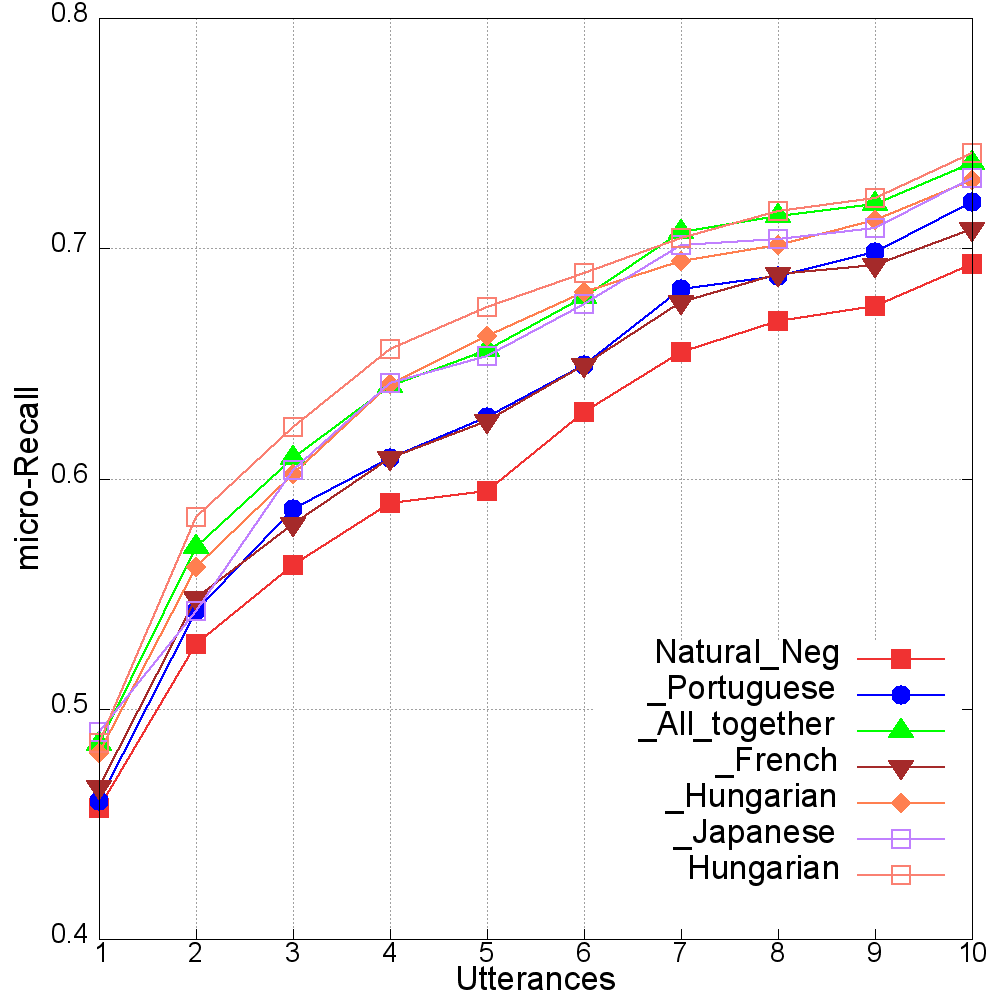 0.8
0.7
0.6
0.5
0.4
micro-Recall
Natural_Neg
_Portuguese
_All_together
_French
_Hungarian
_Japanese
Hungarian
1 2 3 4 5 6 7 8 9 10
Utterances